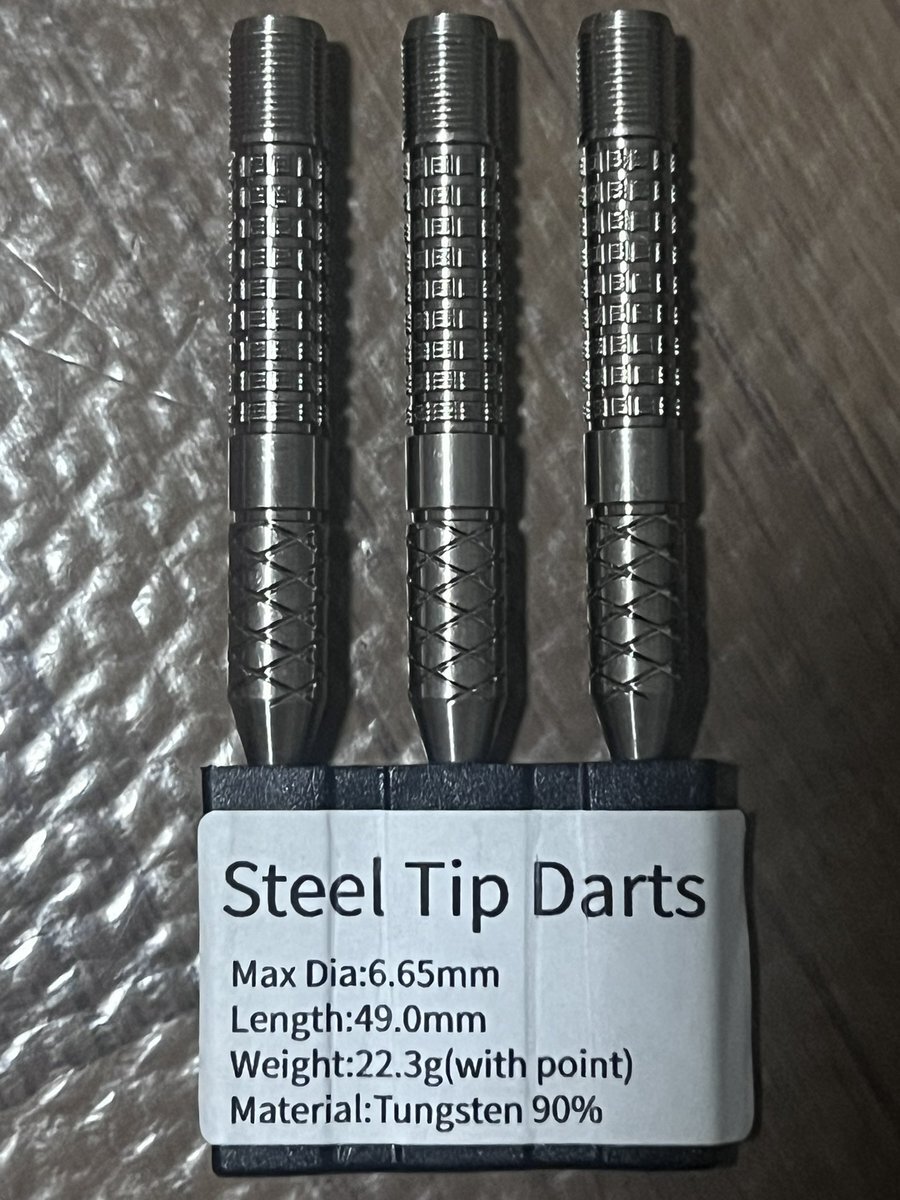 Steel Tip Darts
Max Dia:6.65mm
Length:49.0mm
Weight:22.3g(with point)
Material:Tungsten 90%